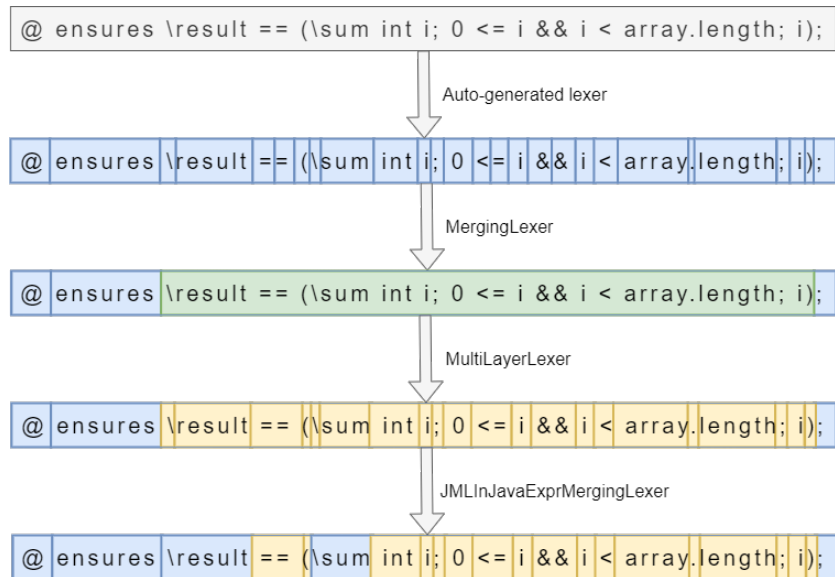 @ ensures \result == (\sum int i; 0 <= i && i < array.length; i);
Auto-generated lexer
@ ensures \result == (\sum int i; 0 <= i && i < array.length; i);
MergingLexer
@ ensures \result == (\sum int i; 0 <= i && i < array.length; i);
MultiLayerLexer
@ ensures \result == (\sum int i; 0 <= i && i < array.length; i);
JMLInJavaExprMergingLexer
@ ensures \result == (\sum int i; 0 <= i && i < array.length; i);